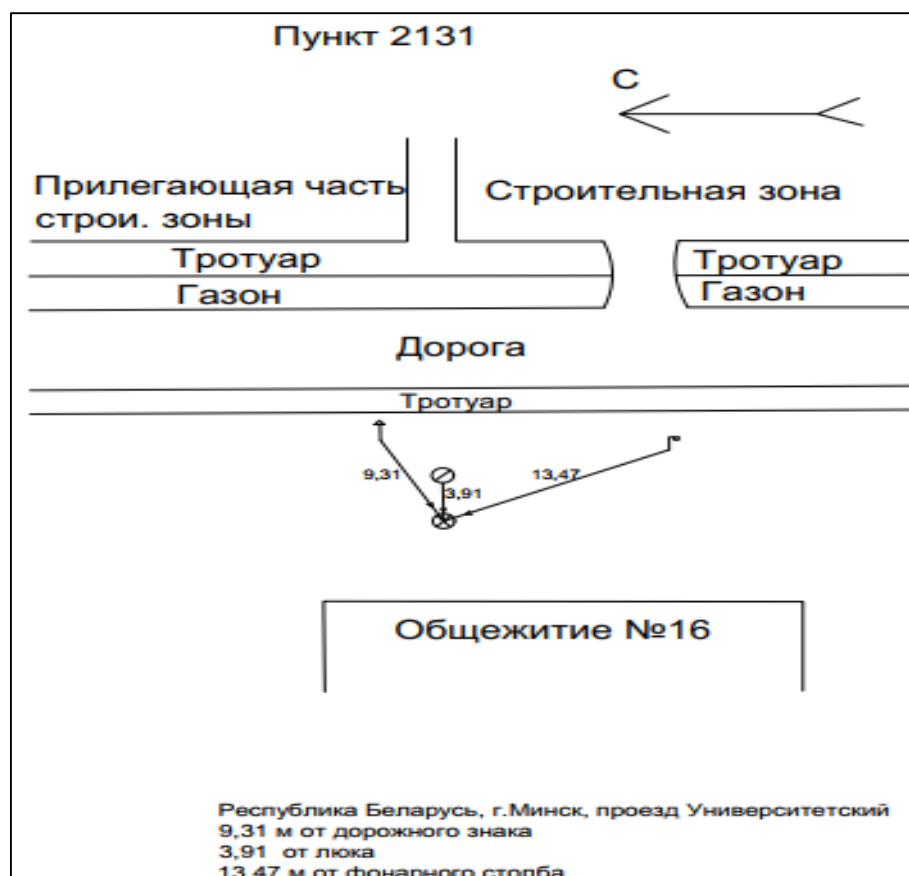 Пункт 2131
С
Прилегающая часть
строи. зоны
Строительная зона
Тротуар
Тротуар
Газон
Газон
Дорога
Тротуар
9,31
3,91
13,47
Общежитие №16
Республика Беларусь, г.Минск, проезд Университетский
9,31 м от дорожного знака
3,91 от люка
13,47 м от фонарного столба